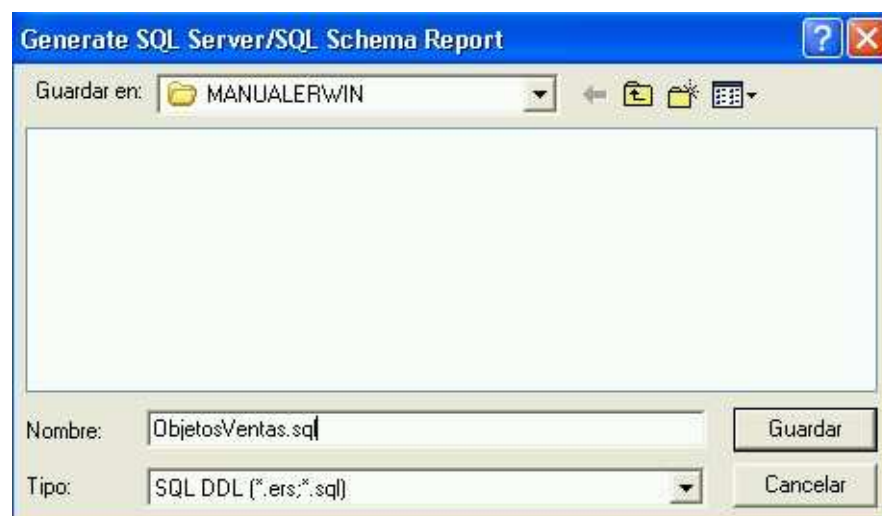 Generate SQL Server/SQL Schema Report
Guardar en: MANUALERWIN
Nombre: ObjetosVentas.sql Guardar
Tipo: SQL DDL (*.ers;*.sql) Cancelar